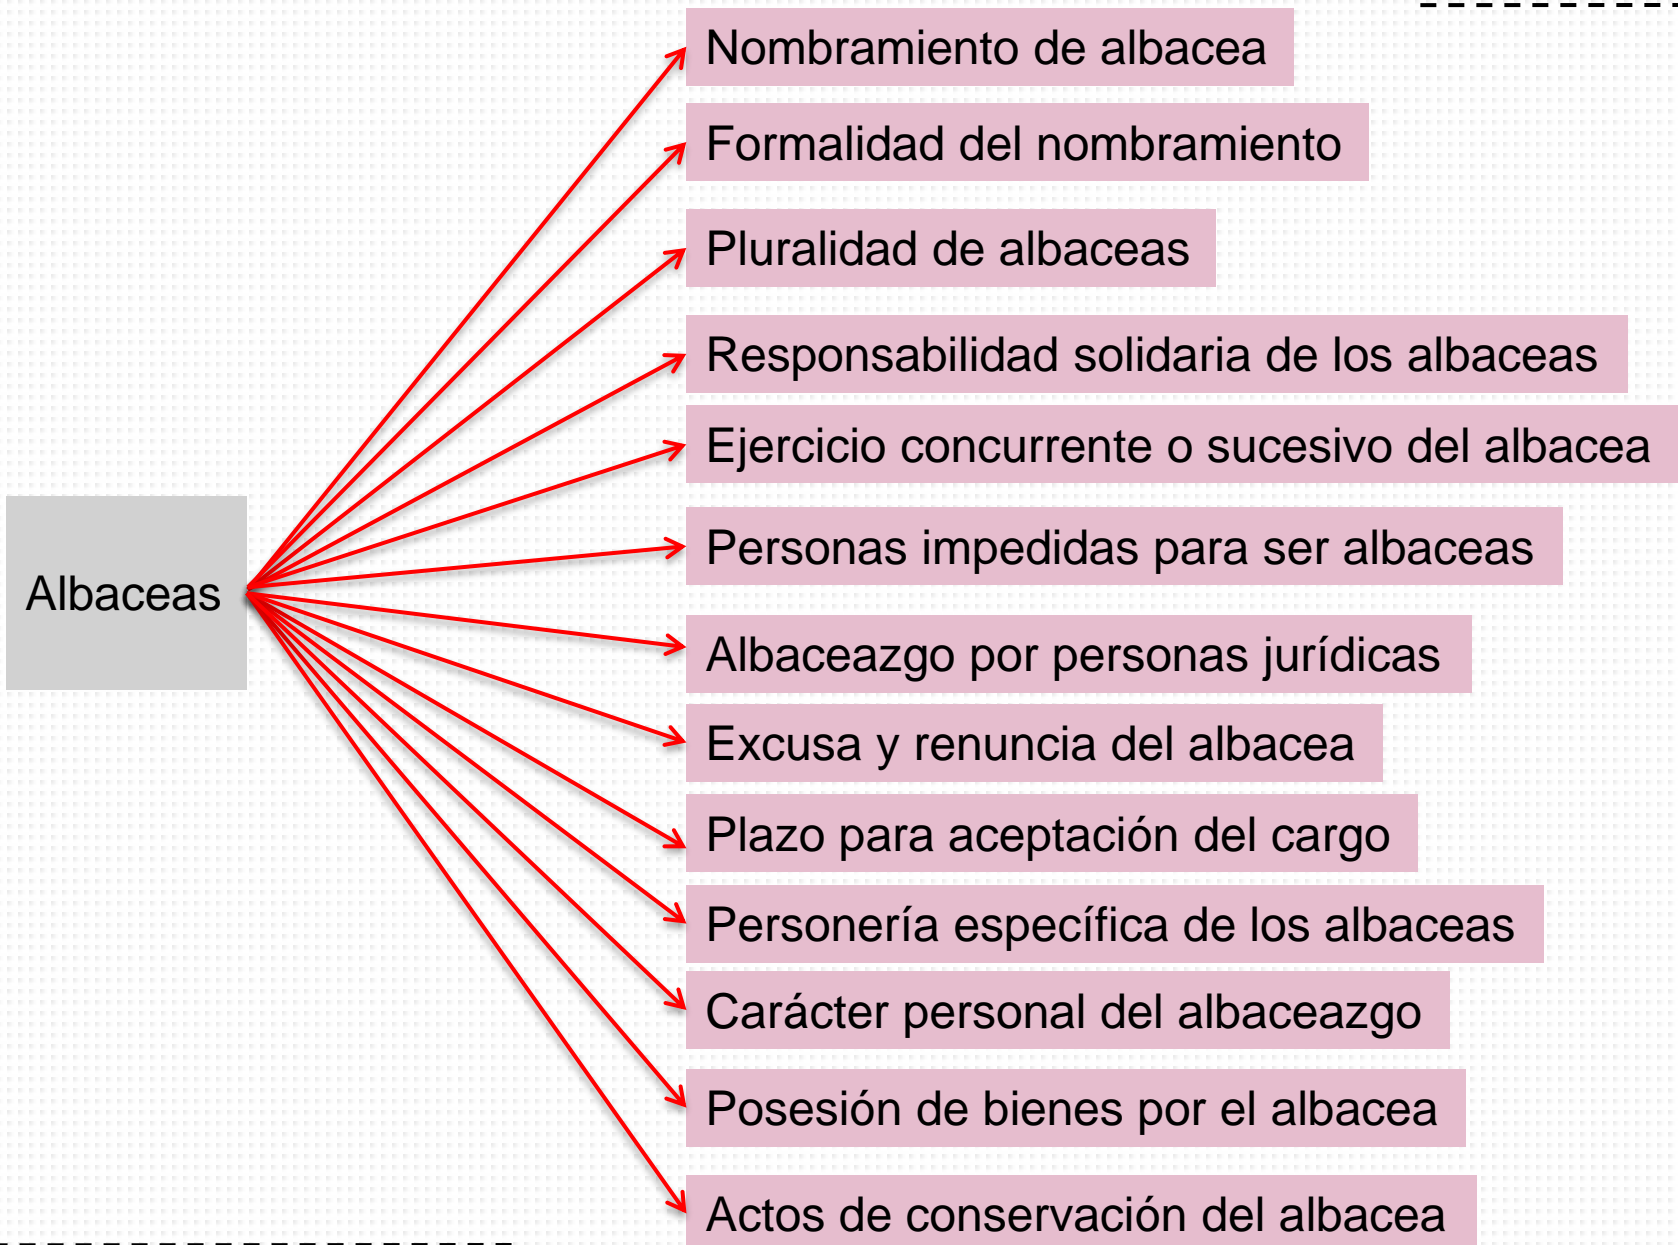 Albaceas
Nombramiento de albacea
Formalidad del nombramiento
Pluralidad de albaceas
Responsabilidad solidaria de los albaceas
Ejercicio concurrente o sucesivo del albacea
Personas impedidas para ser albaceas
Albaceazgo por personas jurídicas
Excusa y renuncia del albacea
Plazo para aceptación del cargo
Personería específica de los albaceas
Carácter personal del albaceazgo
Posesión de bienes por el albacea
Actos de conservación del albacea